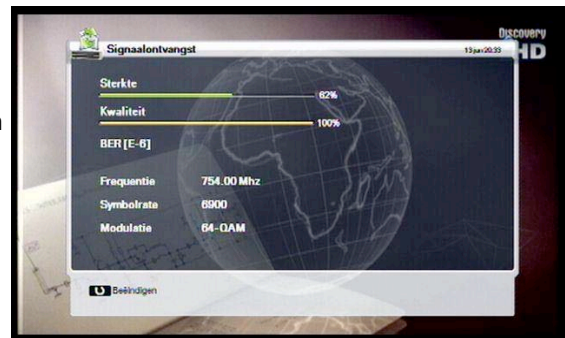 Discovery
HD
Signaalontvangst
13 jun 20:33
Sterkte
62%
Kwaliteit
100%
BER [E-6]
Frequentie 754.00 Mhz
Symbolrate 6900
Modulatie 64-QAM
Beëindigen